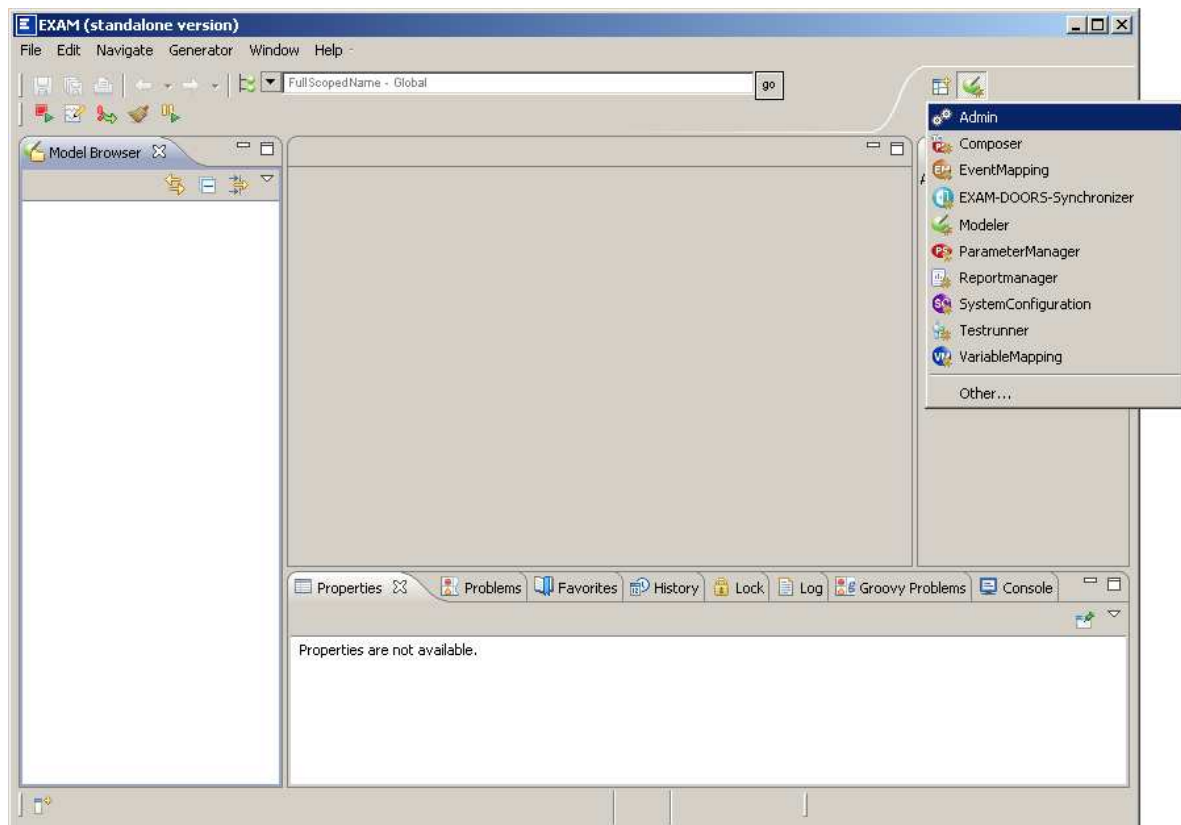 EXAM (standalone version)
File Edit Navigate Generator Window Help
FullScopedName - Global
go
Model Browser
Admin
Composer
EventMapping
EXAM-DOORS-Synchronizer
Modeler
ParameterManager
Reportmanager
SystemConfiguration
Testrunner
VariableMapping
Other...
Properties Problems Favorites History Lock Log Groovy Problems Console
Properties are not available.